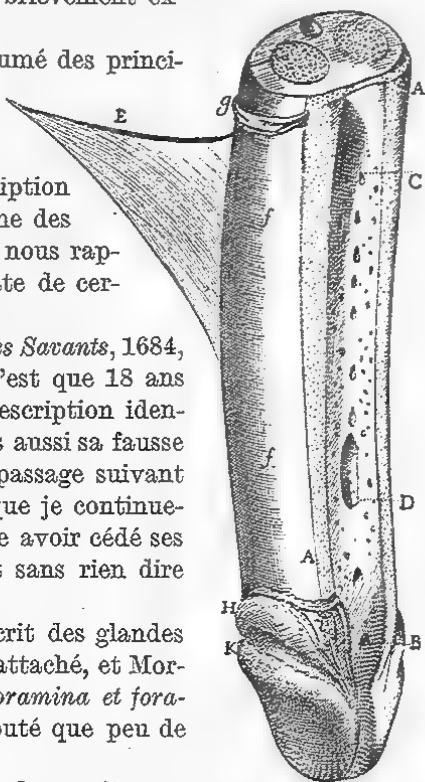 brièvement ex-
umé des princi-
iption
ne des
nous rap-
te de cer-
es Savants, 1684,
'est que 18 ans
escription iden-
s aussi sa fausse
passage suivant
que je continue-
e avoir cédé ses
s sans rien dire
crit des glandes
attaché, et Mor-
oramina et fora-
outé que peu de
E
g
A
C
f
f
D
A
H
B
K